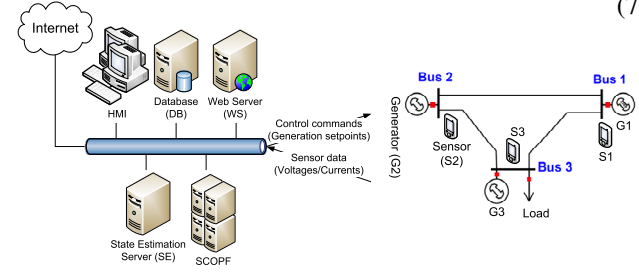 (7
Internet
HMI
Database
(DB)
Web Server
(WS)
Control commands
(Generation setpoints)
Sensor data
(Voltages/Currents)
State Estimation
Server (SE)
SCOPF
Generator (G2)
Bus 2
Bus 1
G1
Sensor
(S2)
S3
S1
Bus 3
G3
Load